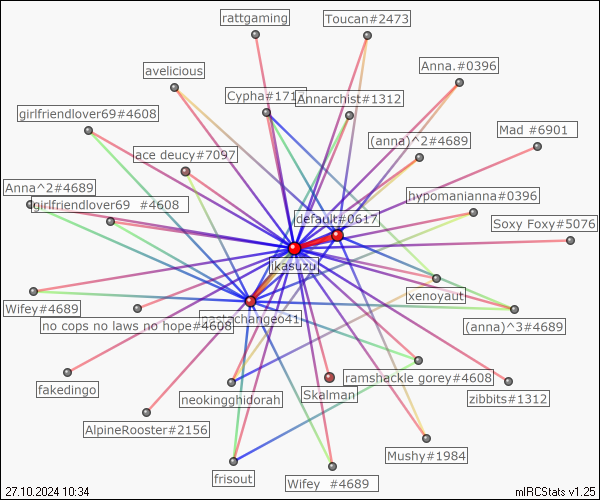 rattgaming
Toucan#2473
Anna.#0396
avelicious
Cypha#171
Annarchist#1312
girlfriendlover69#4608
Mad #6901
(anna)^2#4689
ace deucy#7097
Anna^2#4689
hypomanianna#0396
girlfriendlover69 #4608
default#0617
Soxy Foxy#5076
likasuzu
xenoyaut
Wifey#4689
no cops no laws no hope#4608
(anna)^3#4689
fakedingo
ramshackle gorey#4608
neokingghidorah
Skalman
zibbits#1312
AlpineRooster#2156
Mushy#1984
frisout
Wifey #4689
27.10.2024 10:34
mIRCStats v1.25